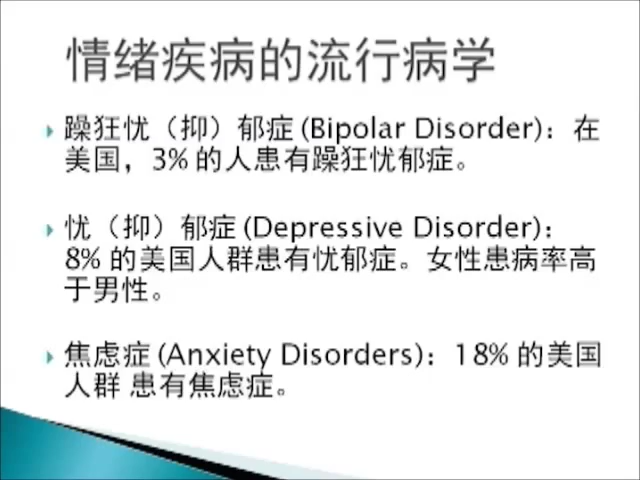 情绪疾病的流行病学
躁狂忧（抑）郁症 (Bipolar Disorder)：在
美国，3% 的人患有躁狂忧郁症。
忧（抑）郁症 (Depressive Disorder)：
8% 的美国人群患有忧郁症。女性患病率高
于男性。
焦虑症 (Anxiety Disorders)：18% 的美国
人群 患有焦虑症。